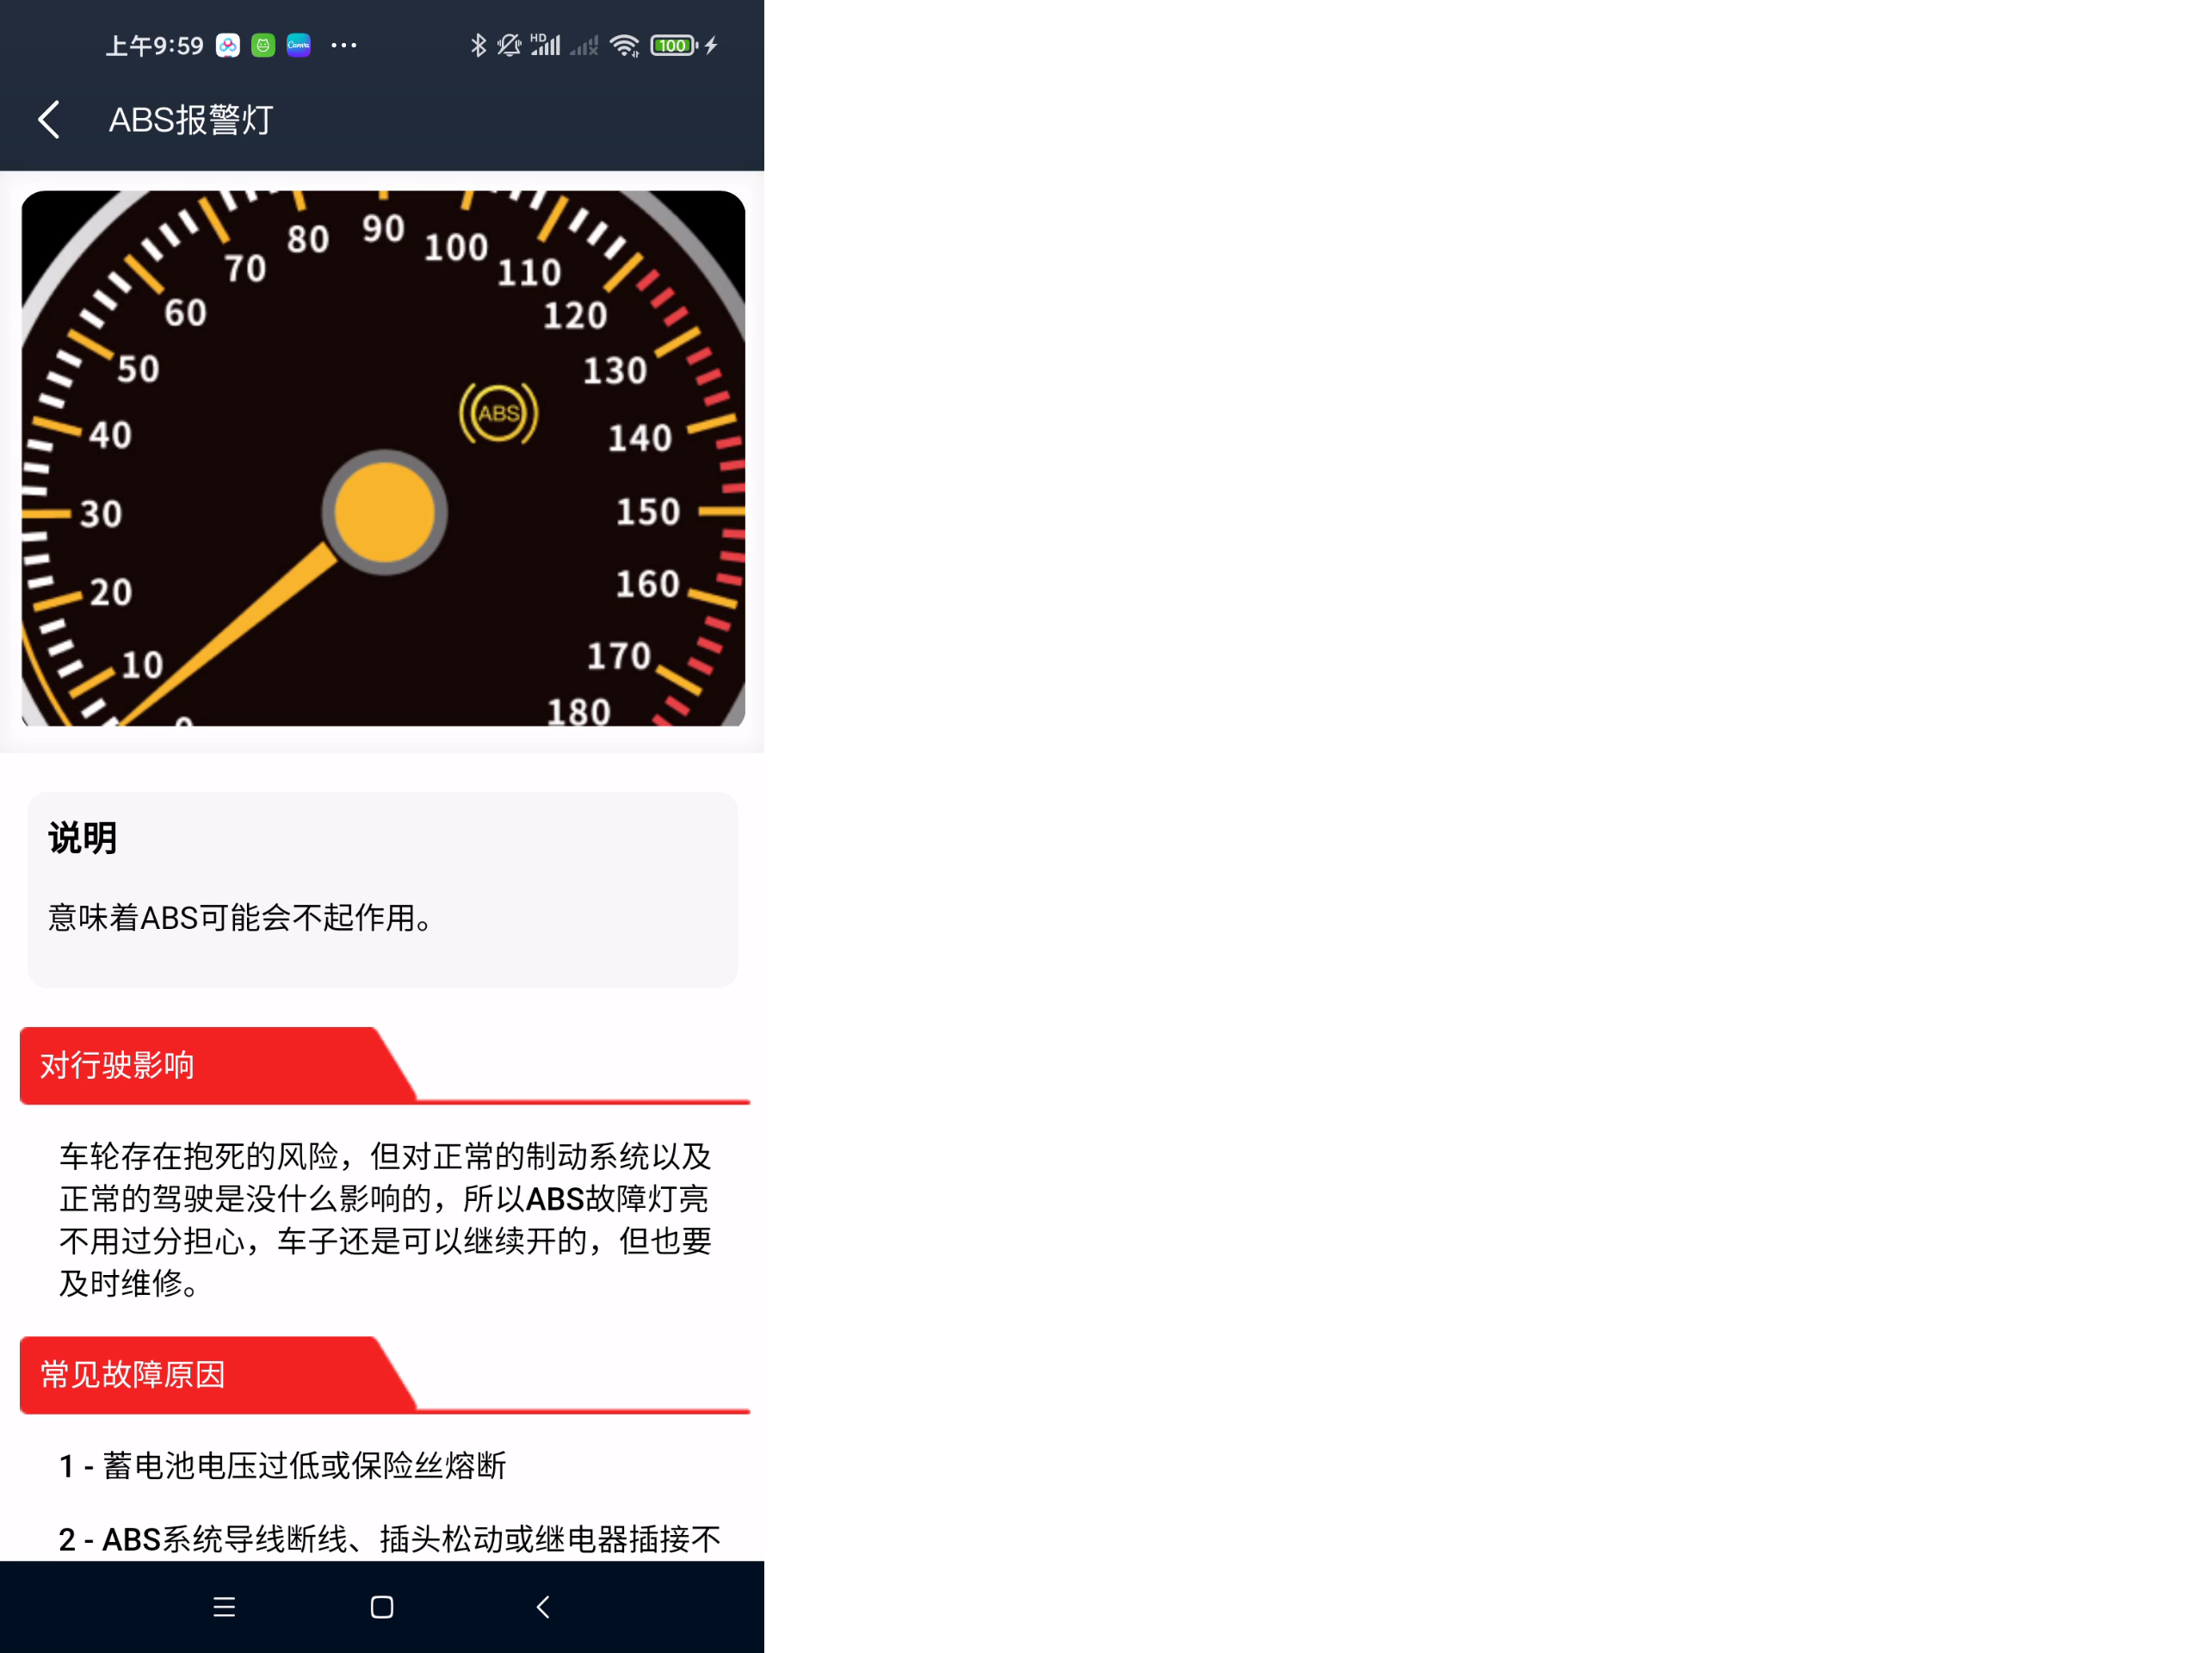 上午9:59
Canva
HD
100
ABS报警灯
90
80
100
70
110
60
120
50
130
ABS
40
140
30
150
20
160
10
170
0
180
说明
意味着ABS可能会不起作用。
对行驶影响
车轮存在抱死的风险，但对正常的制动系统以及
正常的驾驶是没什么影响的，所以ABS故障灯亮
不用过分担心，车子还是可以继续开的，但也要
及时维修。
常见故障原因
1 - 蓄电池电压过低或保险丝熔断
2 - ABS系统导线断线、插头松动或继电器插接不